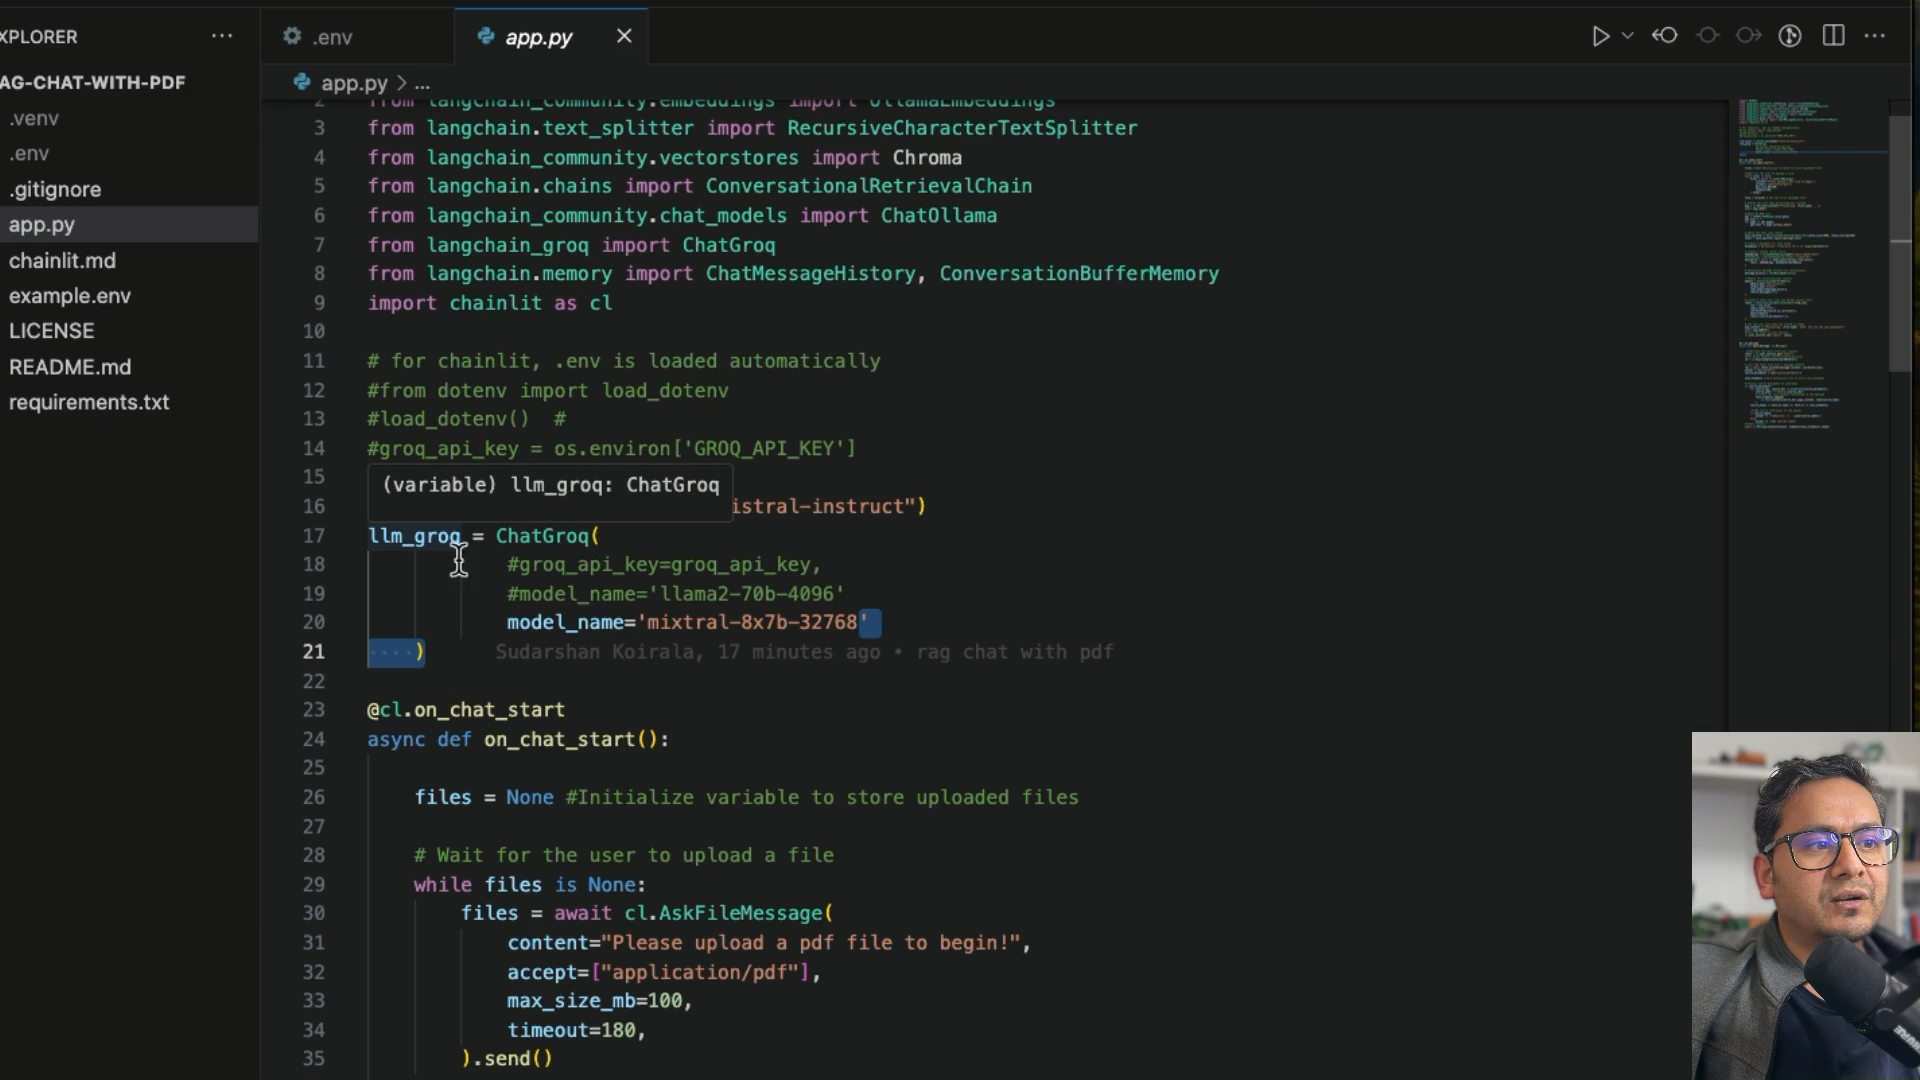 XPLORER
···
.env
app.py
AG-CHAT-WITH-PDF
.venv
.env
.gitignore
app.py
chainlit.md
example.env
LICENSE
README.md
requirements.txt
app.py > ...
2 from langchain_community.embeddings import OllamaEmbeddings
3 from langchain.text_splitter import RecursiveCharacterTextSplitter
4 from langchain_community.vectorstores import Chroma
5 from langchain.chains import ConversationalRetrievalChain
6 from langchain_community.chat_models import ChatOllama
7 from langchain_groq import ChatGroq
8 from langchain.memory import ChatMessageHistory, ConversationBufferMemory
9 import chainlit as cl
10
11 # for chainlit, .env is loaded automatically
12 #from dotenv import load_dotenv
13 #load_dotenv()  #
14 #groq_api_key = os.environ['GROQ_API_KEY']
15
(variable) llm_groq: ChatGroq
16 istral-instruct")
17 llm_groq = ChatGroq(
18 #groq_api_key=groq_api_key,
19 #model_name='llama2-70b-4096'
20 model_name='mixtral-8x7b-32768'
21 ) Sudarshan Koirala, 17 minutes ago • rag chat with pdf
22
23 @cl.on_chat_start
24 async def on_chat_start():
25
26 files = None #Initialize variable to store uploaded files
27
28 # Wait for the user to upload a file
29 while files is None:
30 files = await cl.AskFileMessage(
31 content="Please upload a pdf file to begin!",
32 accept=["application/pdf"],
33 max_size_mb=100,
34 timeout=180,
35 ).send()